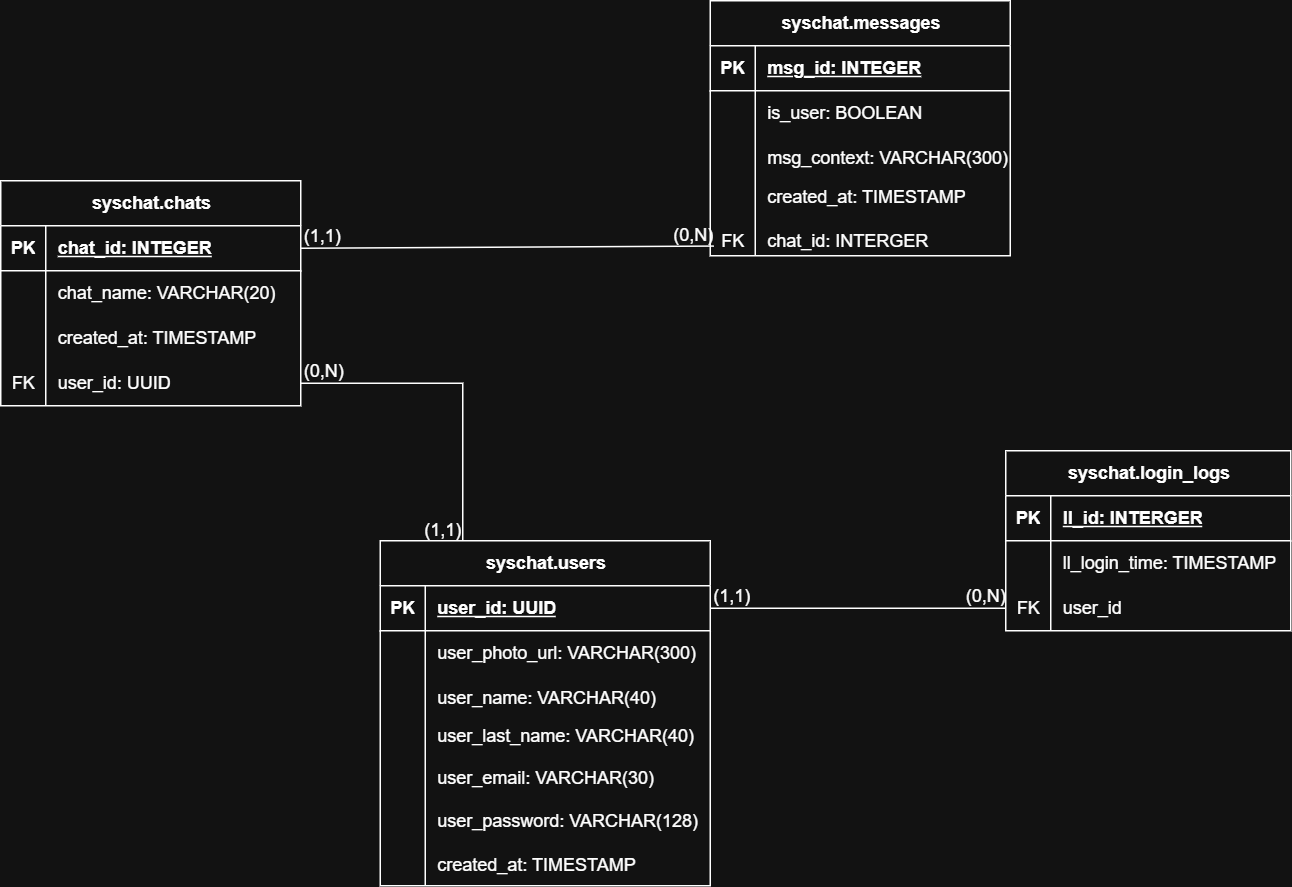 syschat.messages
PK msg_id: INTEGER
is_user: BOOLEAN
msg_context: VARCHAR(300)
created_at: TIMESTAMP
FK chat_id: INTERGER
syschat.chats
PK chat_id: INTEGER
chat_name: VARCHAR(20)
created_at: TIMESTAMP
FK user_id: UUID
(1,1)
(0,N)
(0,N)
(1,1)
syschat.users
PK user_id: UUID
user_photo_url: VARCHAR(300)
user_name: VARCHAR(40)
user_last_name: VARCHAR(40)
user_email: VARCHAR(30)
user_password: VARCHAR(128)
created_at: TIMESTAMP
(1,1)
(0,N)
syschat.login_logs
PK ll_id: INTERGER
ll_login_time: TIMESTAMP
FK user_id